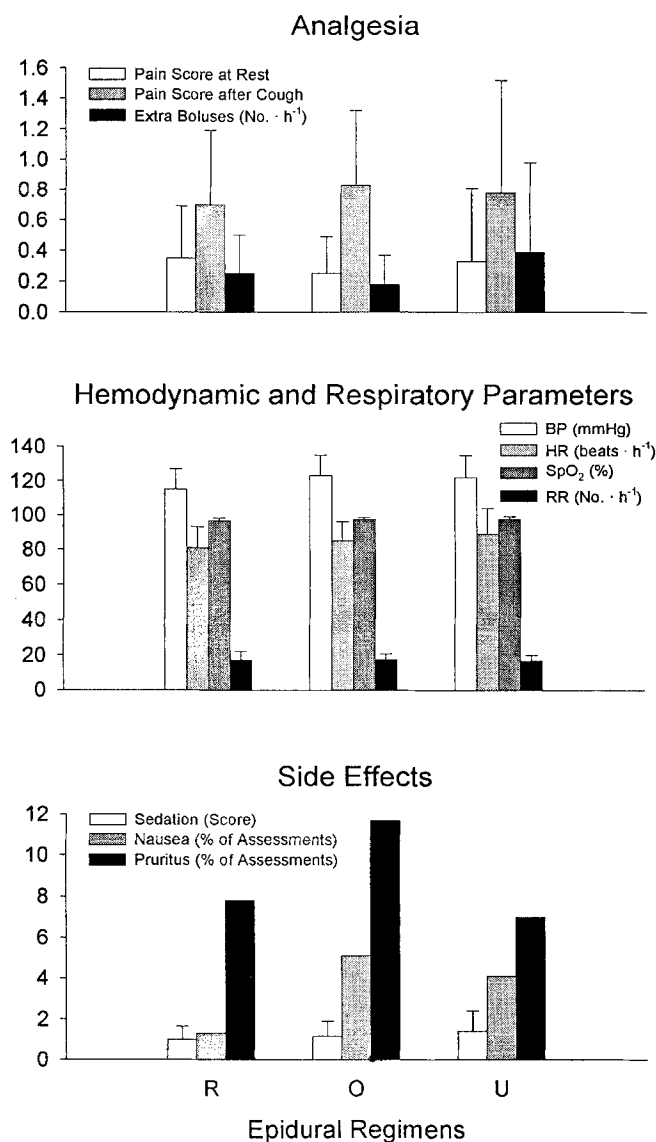 Analgesia
1.6
1.4
1.2
1.0
0.8
0.6
0.4
0.2
0.0
Pain Score at Rest
Pain Score after Cough
Extra Boluses (No. · h⁻¹)
Hemodynamic and Respiratory Parameters
140
120
100
80
60
40
20
0
BP (mmHg)
HR (beats · h⁻¹)
SpO₂ (%)
RR (No. · h⁻¹)
Side Effects
12
10
8
6
4
2
0
Sedation (Score)
Nausea (% of Assessments)
Pruritus (% of Assessments)
R O U
Epidural Regimens